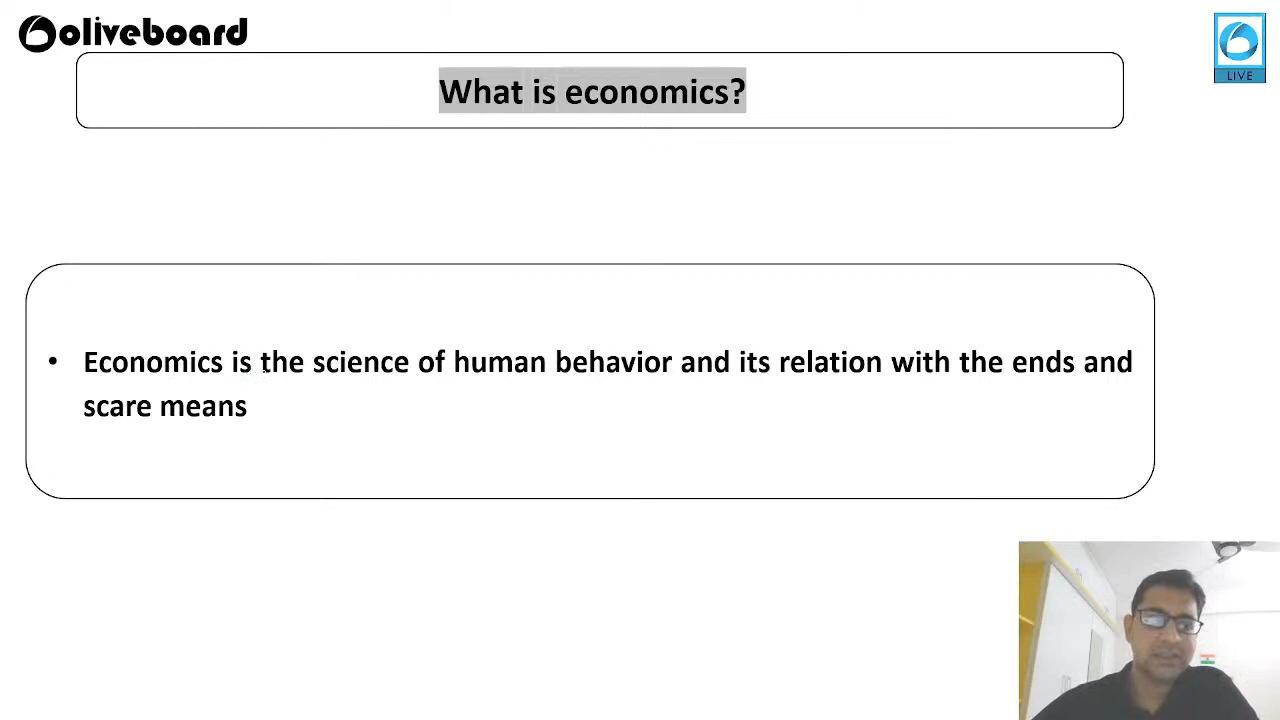 oliveboard
LIVE
What is economics?
• Economics is the science of human behavior and its relation with the ends and
scare means